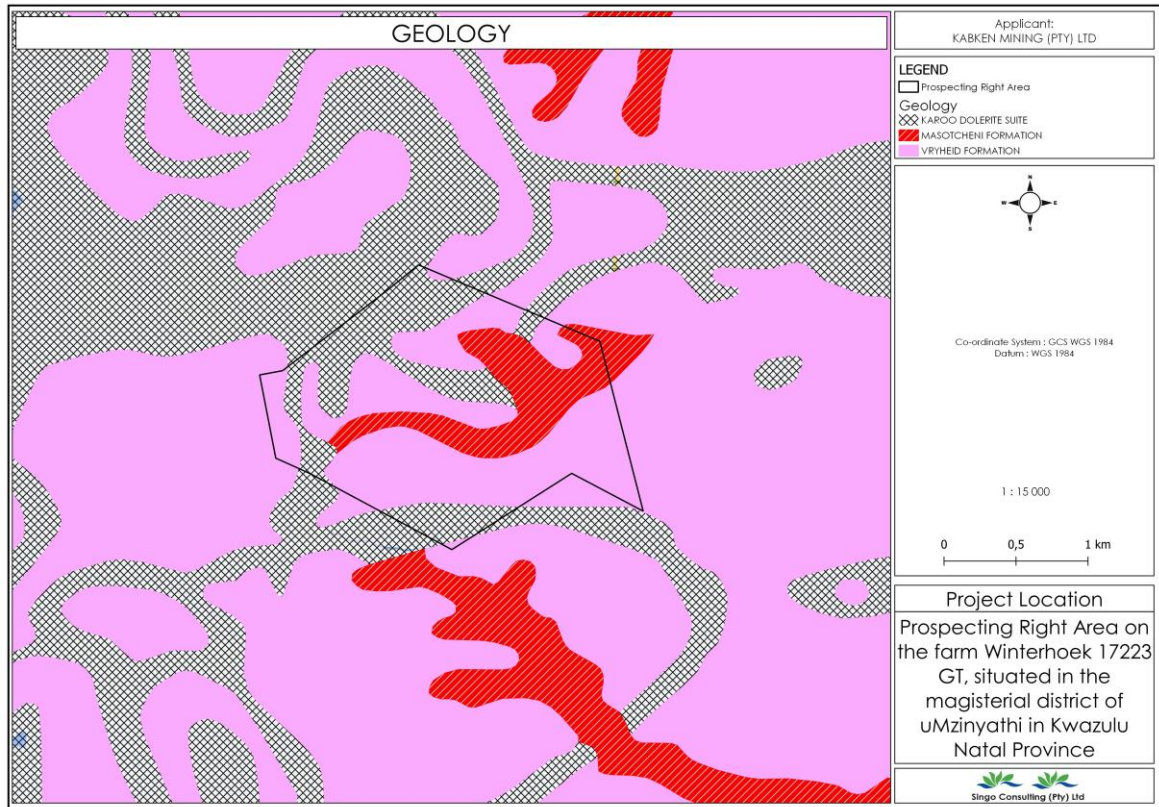 GEOLOGY
Applicant:
KABKEN MINING (PTY) LTD
LEGEND
Prospecting Right Area
Geology
KAROO DOLERITE SUITE
MASOTCHENI FORMATION
VRYHEID FORMATION
N
W E
S
Co-ordinate System : GCS WGS 1984
Datum : WGS 1984
1 : 15 000
0 0,5 1 km
Project Location
Prospecting Right Area on
the farm Winterhoek 17223
GT, situated in the
magisterial district of
uMzinyathi in Kwazulu
Natal Province
Singo Consulting (Pty) Ltd